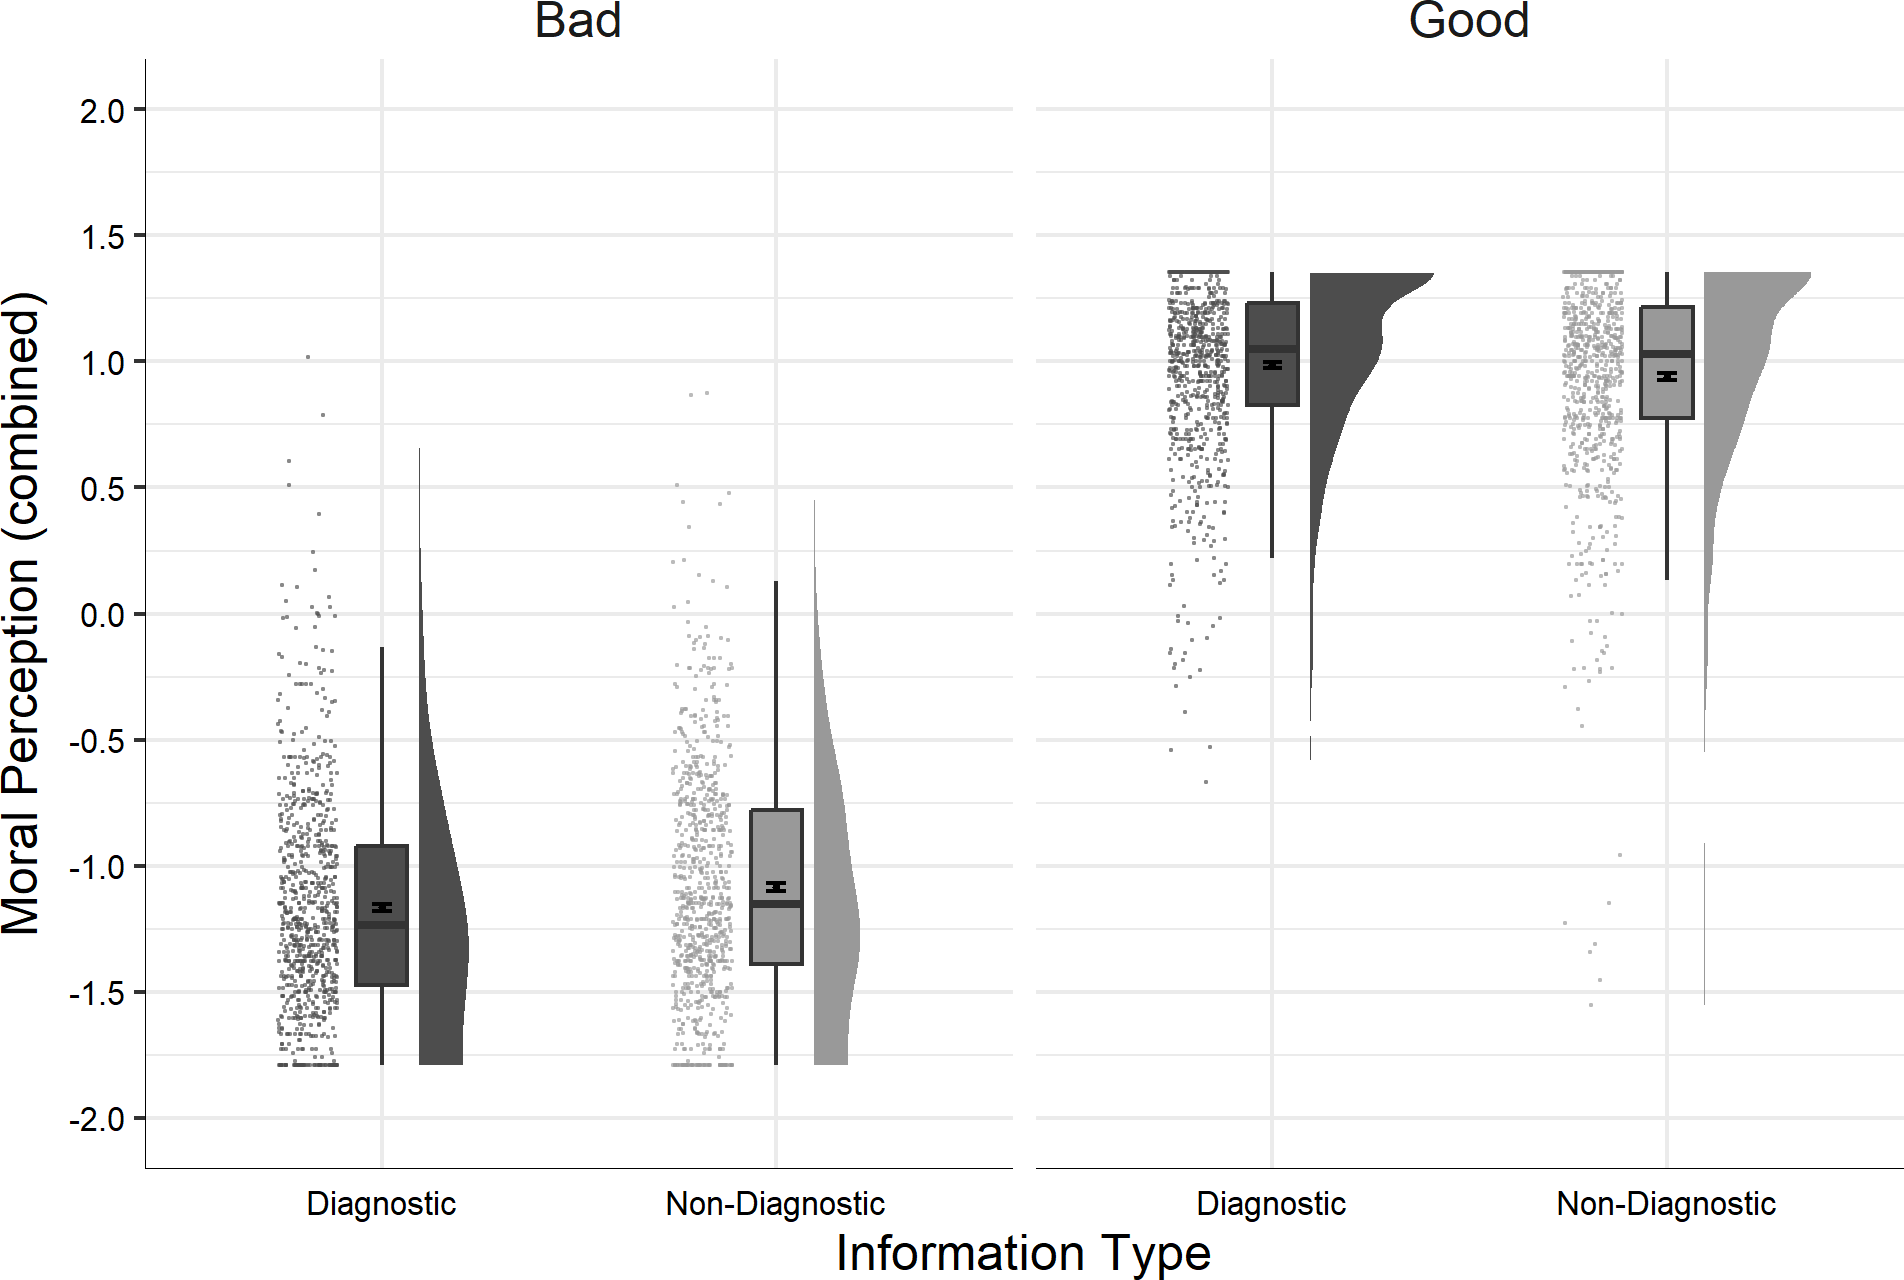 Bad
Good
Moral Perception (combined)
2.0
1.5
1.0
0.5
0.0
-0.5
-1.0
-1.5
-2.0
Diagnostic
Non-Diagnostic
Diagnostic
Non-Diagnostic
Information Type